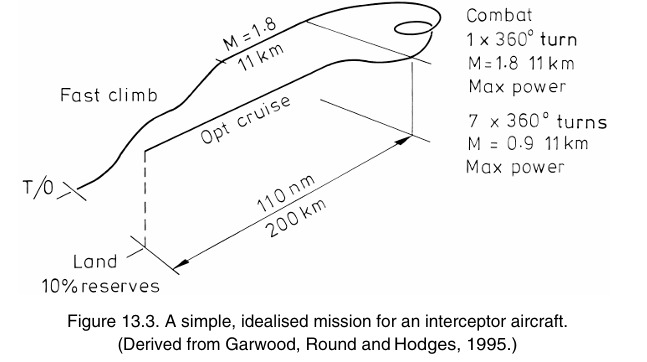 M = 1.8
11 km
Combat
1 x 360° turn
M=1.8 11 km
Max power
7 x 360° turns
M = 0.9 11km
Max power
Fast climb
Opt cruise
T/O
110 nm
200 km
Land
10% reserves
Figure 13.3. A simple, idealised mission for an interceptor aircraft.
(Derived from Garwood, Round and Hodges, 1995.)